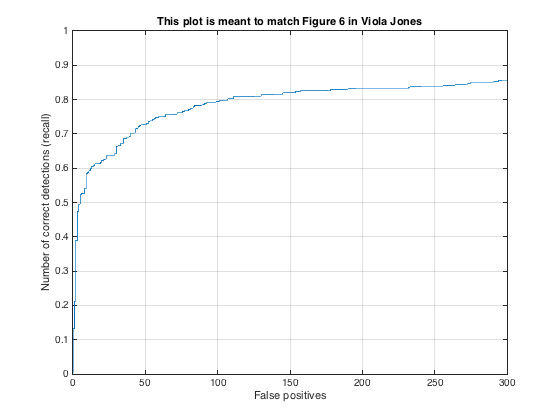 This plot is meant to match Figure 6 in Viola Jones
1
0.9
0.8
0.7
0.6
0.5
0.4
0.3
0.2
0.1
0
Number of correct detections (recall)
0 50 100 150 200 250 300
False positives